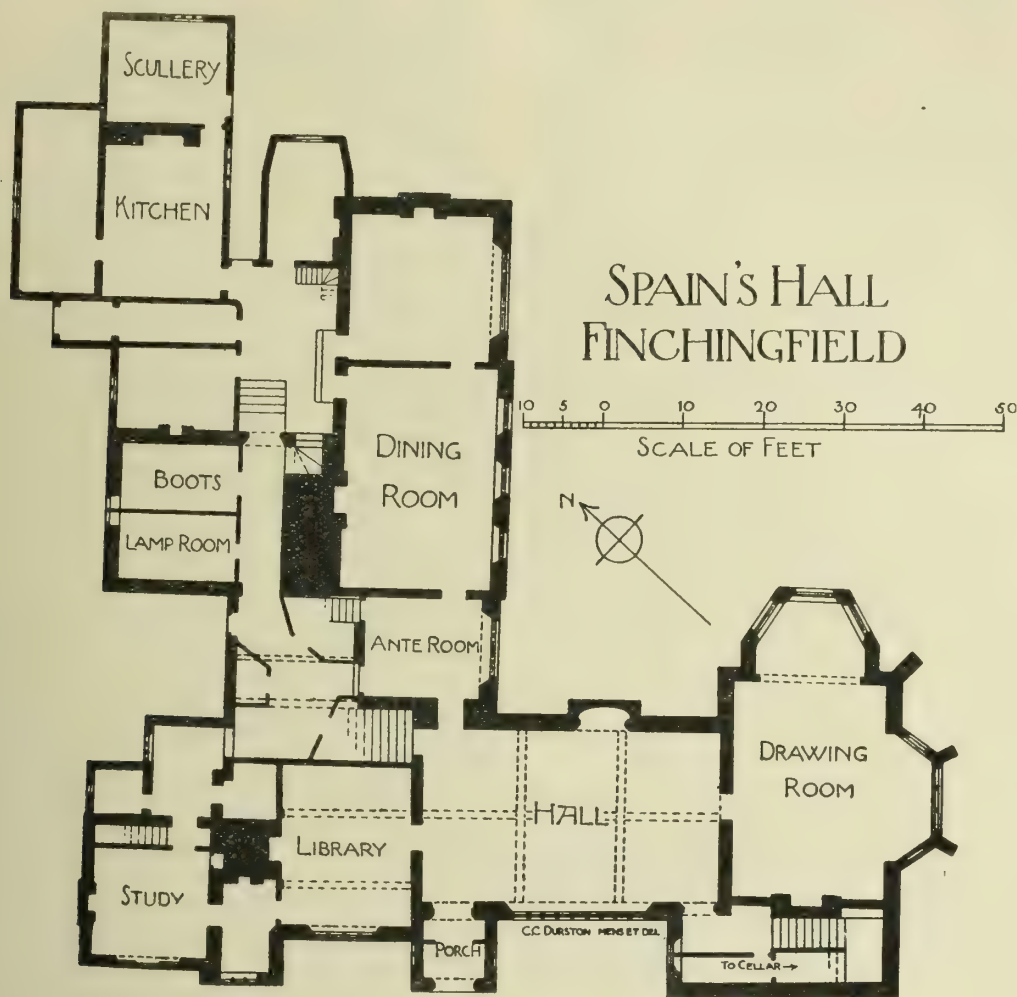 SCULLERY
KITCHEN
SPAIN'S HALL
FINCHINGFIELD
10 5 0 10 20 30 40 50
SCALE OF FEET
DINING
ROOM
BOOTS
LAMP ROOM
N
ANTE ROOM
DRAWING
ROOM
HALL
LIBRARY
STUDY
PORCH
C.C. DURSTON MENS ET DEL
TO CELLAR →